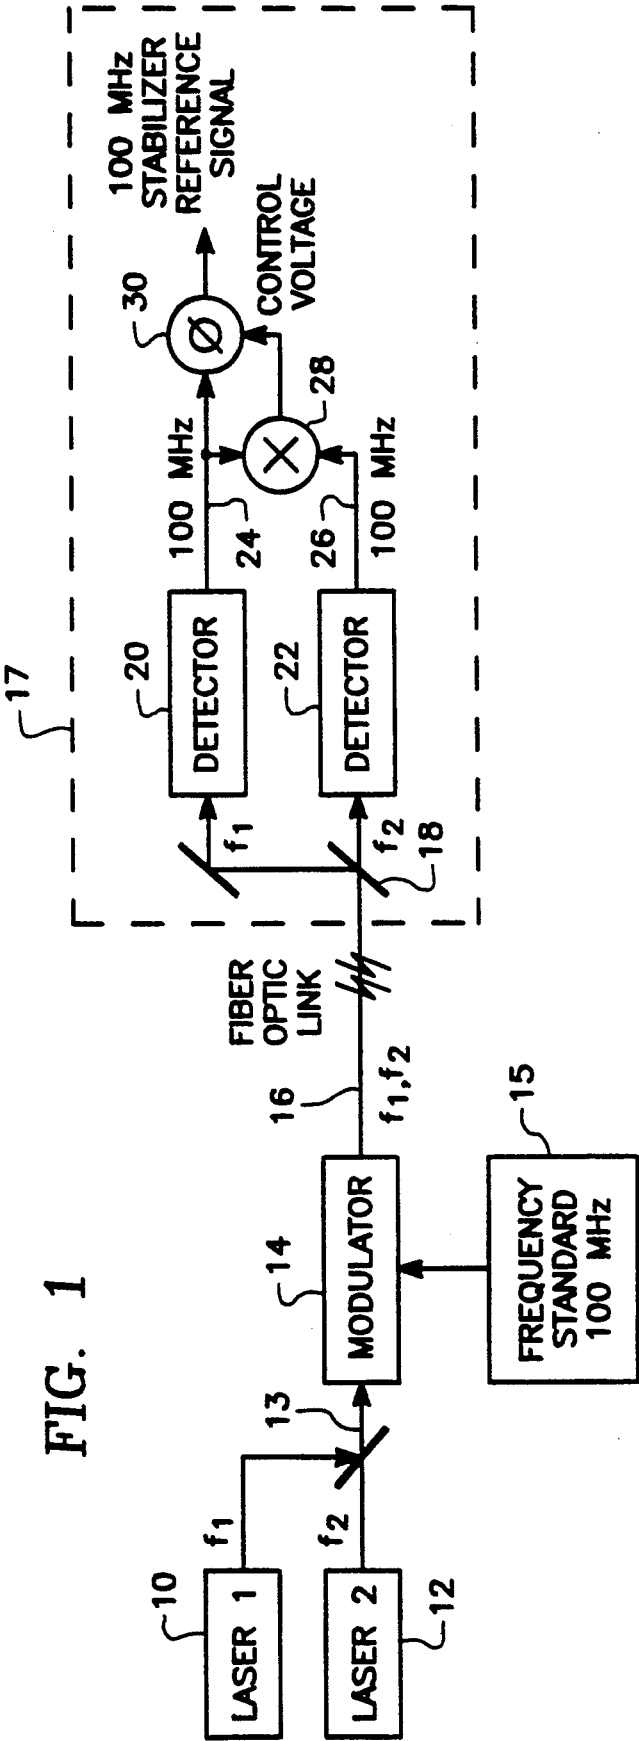 FIG. 1
10
LASER 1
f1
LASER 2
12
f2
13
14
MODULATOR
15
FREQUENCY
STANDARD
100 MHz
16
f1,f2
FIBER
OPTIC
LINK
17
18
f1
f2
20
DETECTOR
22
DETECTOR
100 MHz
24
26
100 MHz
28
30
Ø
CONTROL
VOLTAGE
100 MHz
STABILIZER
REFERENCE
SIGNAL